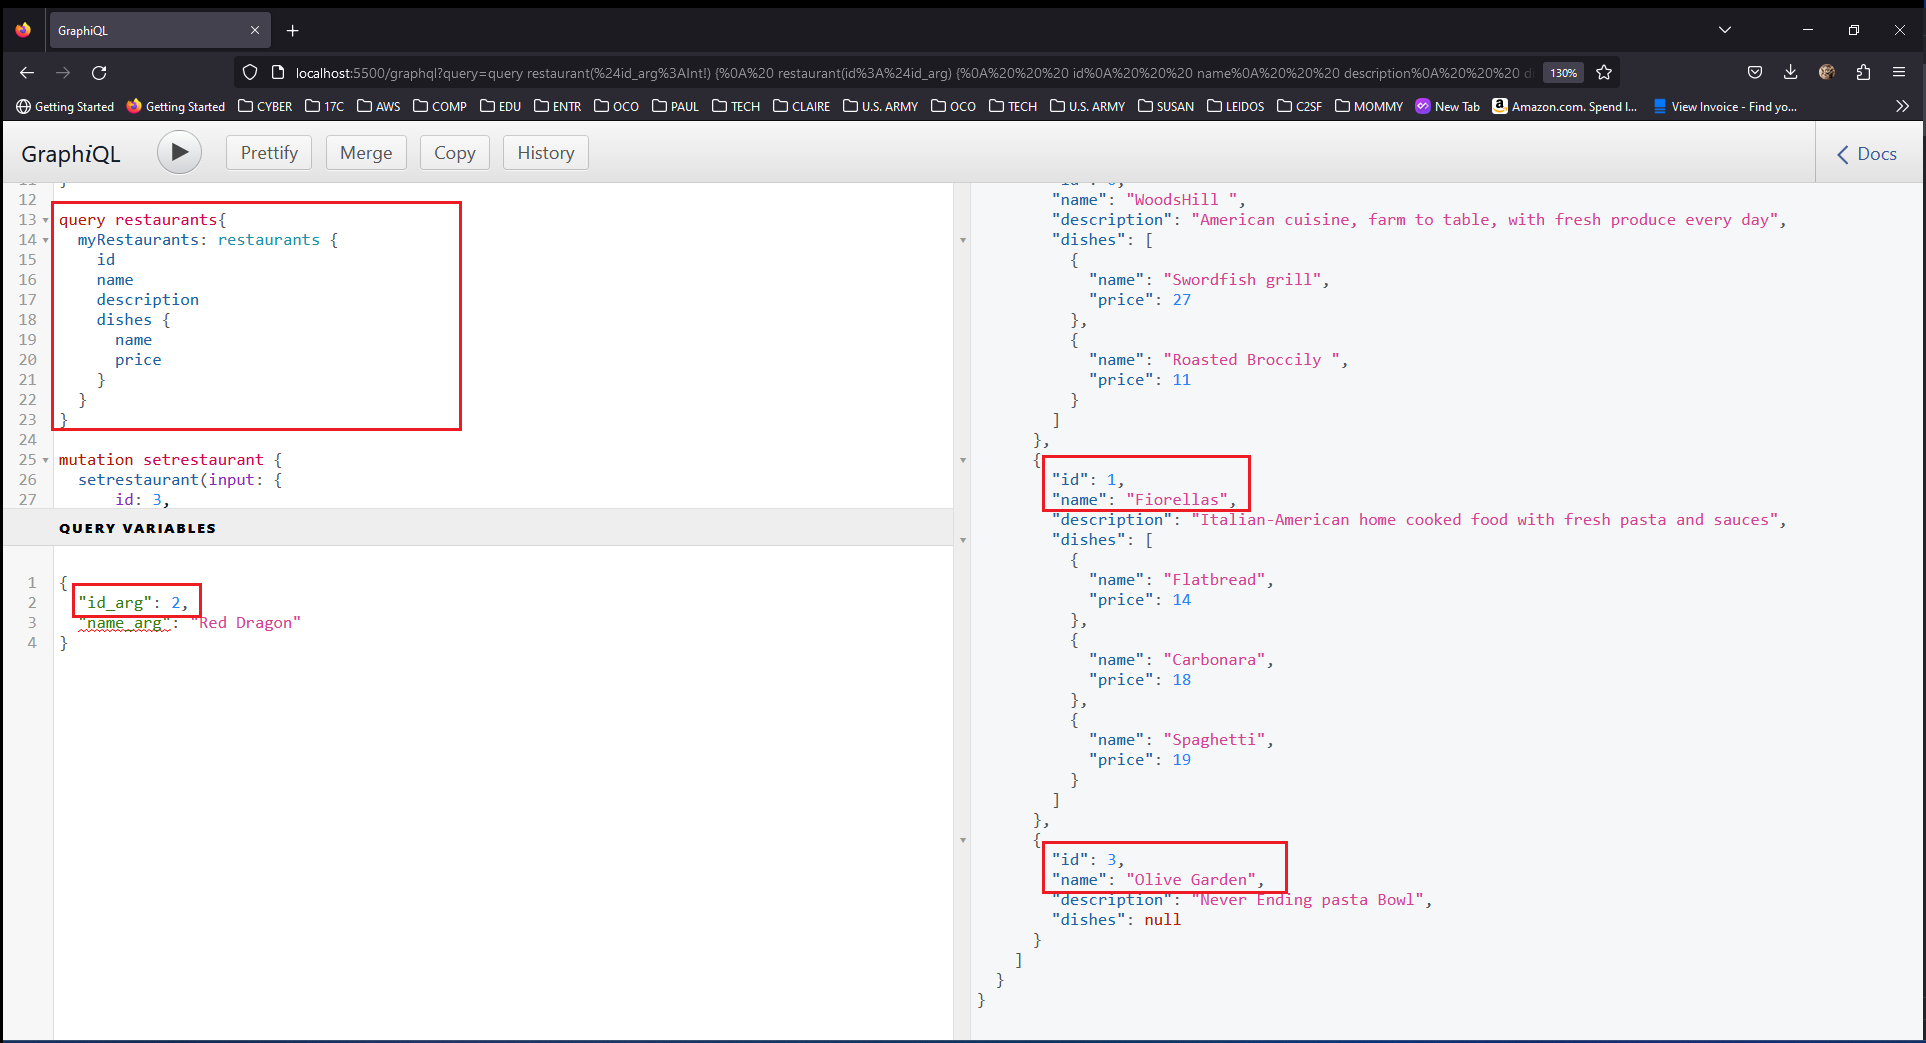 GraphiQL
localhost:5500/graphql?query=query restaurant(%24id_arg%3AInt!) {%0A%20 restaurant(id%3A%24id_arg) {%0A%20%20%20 id%0A%20%20%20 name%0A%20%20%20 description%0A%20%20%20 d
130%
Getting Started Getting Started CYBER 17C AWS COMP EDU ENTR OCO PAUL TECH CLAIRE U.S. ARMY OCO TECH U.S. ARMY SUSAN LEIDOS C2SF MOMMY New Tab Amazon.com. Spend l... View Invoice - Find yo...
GraphiQL Prettify Merge Copy History Docs
12
13 query restaurants{
14 myRestaurants: restaurants {
15 id
16 name
17 description
18 dishes {
19 name
20 price
21 }
22 }
23 }
24
25 mutation setrestaurant {
26 setrestaurant(input: {
27 id: 3,
QUERY VARIABLES
1 {
2 "id_arg": 2,
3 "name_arg": "Red Dragon"
4 }
"name": "WoodsHill ",
"description": "American cuisine, farm to table, with fresh produce every day",
"dishes": [
{
"name": "Swordfish grill",
"price": 27
},
{
"name": "Roasted Broccily ",
"price": 11
}
]
},
{
"id": 1,
"name": "Fiorellas",
"description": "Italian-American home cooked food with fresh pasta and sauces",
"dishes": [
{
"name": "Flatbread",
"price": 14
},
{
"name": "Carbonara",
"price": 18
},
{
"name": "Spaghetti",
"price": 19
}
]
},
{
"id": 3,
"name": "Olive Garden",
"description": "Never Ending pasta Bowl",
"dishes": null
}
]
}
}